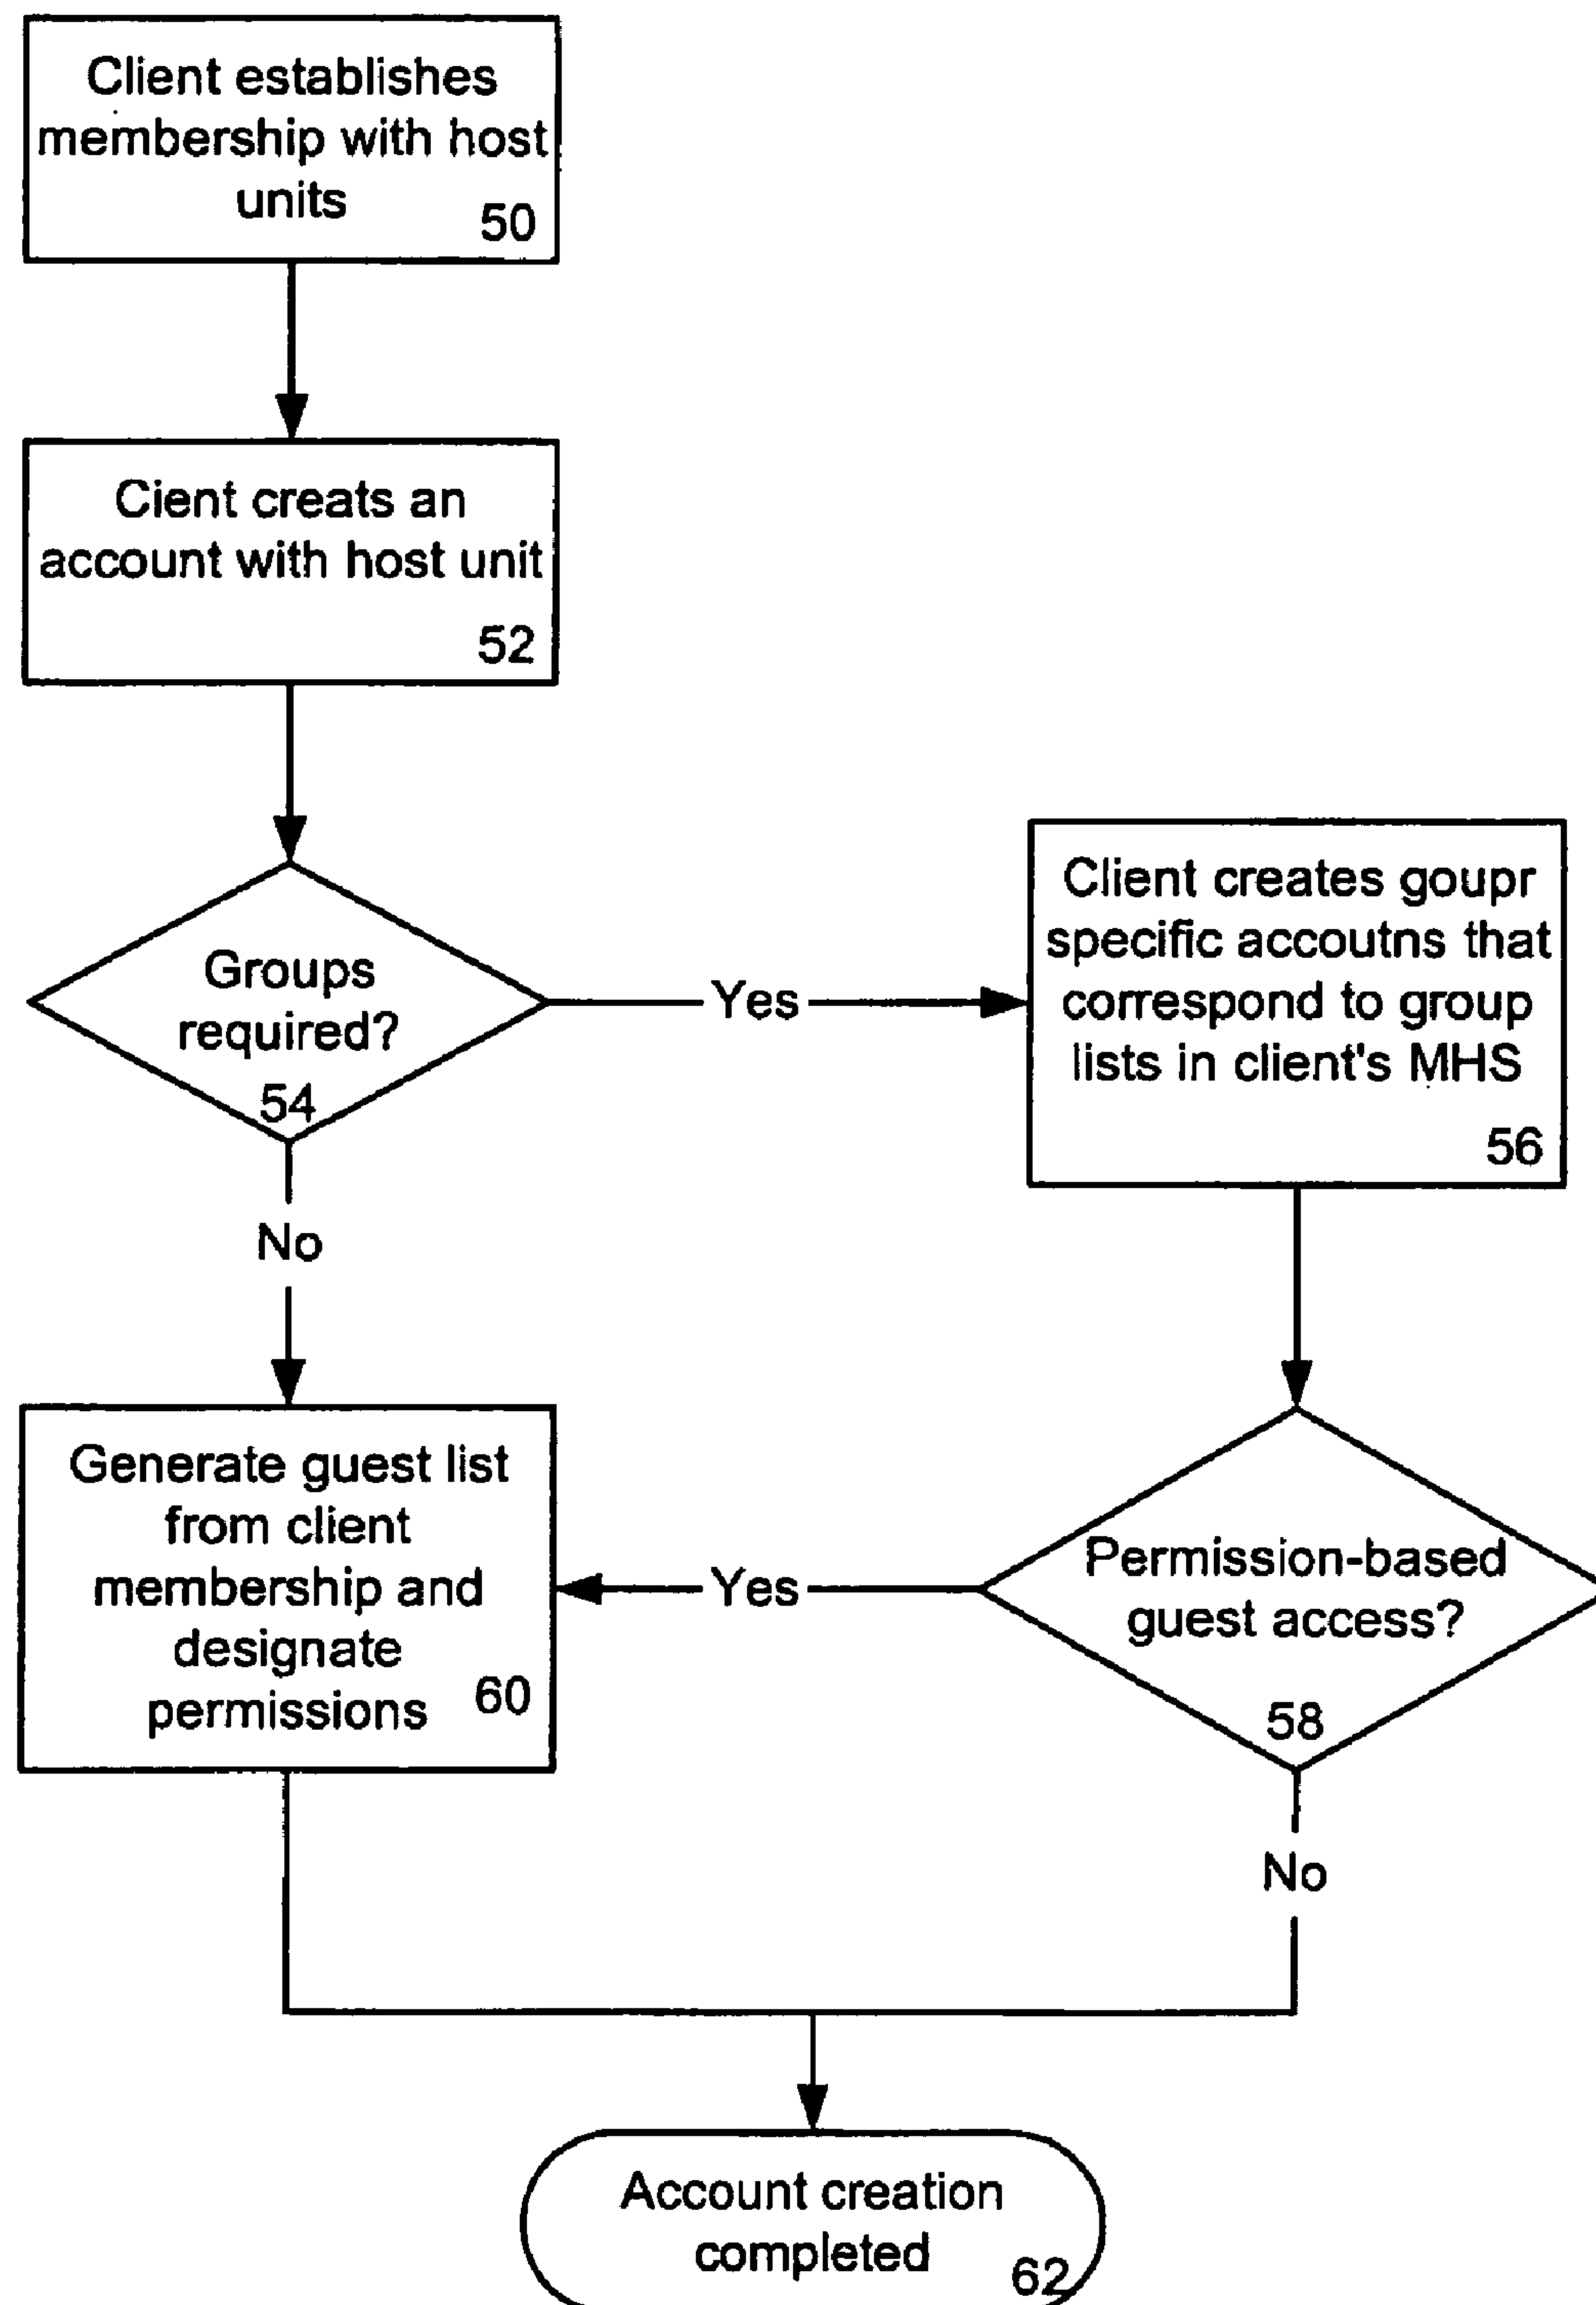 Client establishes
membership with host
units
50
Cient creats an
account with host unit
52
Groups
required?
54
Yes
Client creates goupr
specific accoutns that
correspond to group
lists in client's MHS
56
No
Generate guest list
from client
membership and
designate
permissions
60
Yes
Permission-based
guest access?
58
No
Account creation
completed
62